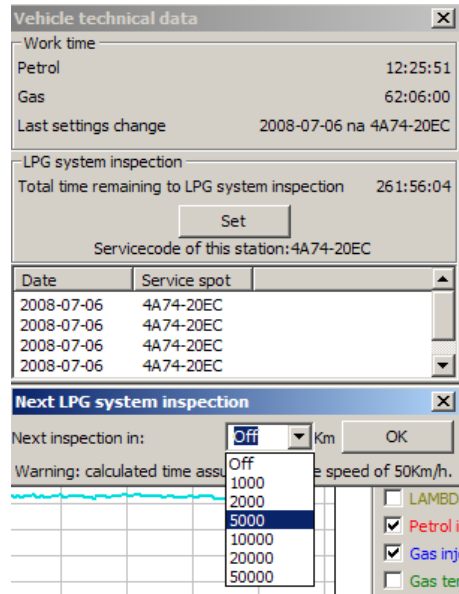 Vehicle technical data
Work time
Petrol 12:25:51
Gas 62:06:00
Last settings change 2008-07-06 na 4A74-20EC
LPG system inspection
Total time remaining to LPG system inspection 261:56:04
Set
Servicecode of this station:4A74-20EC
Date Service spot
2008-07-06 4A74-20EC
2008-07-06 4A74-20EC
2008-07-06 4A74-20EC
2008-07-06 4A74-20EC
Next LPG system inspection
Next inspection in: Off Km OK
Warning: calculated time speed of 50Km/h.
Off
1000
2000
5000
10000
20000
50000
LAMBD
Petrol i
Gas inj
Gas ter